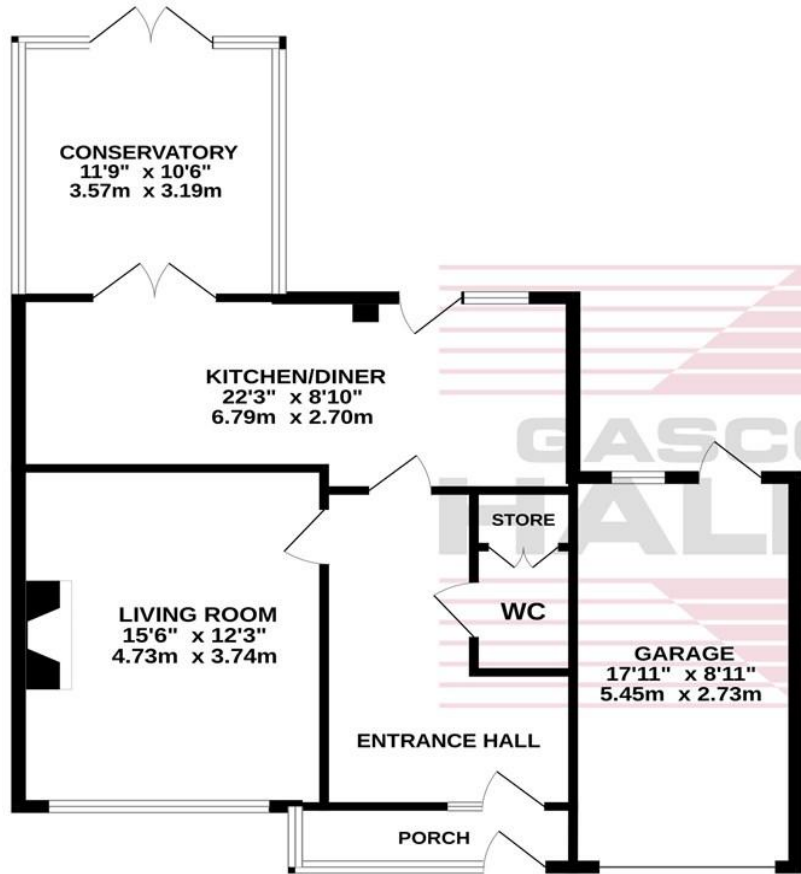 CONSERVATORY
11'9" x 10'6"
3.57m x 3.19m
KITCHEN/DINER
22'3" x 8'10"
6.79m x 2.70m
GASCO
HALL
STORE
WC
LIVING ROOM
15'6" x 12'3"
4.73m x 3.74m
GARAGE
17'11" x 8'11"
5.45m x 2.73m
ENTRANCE HALL
PORCH